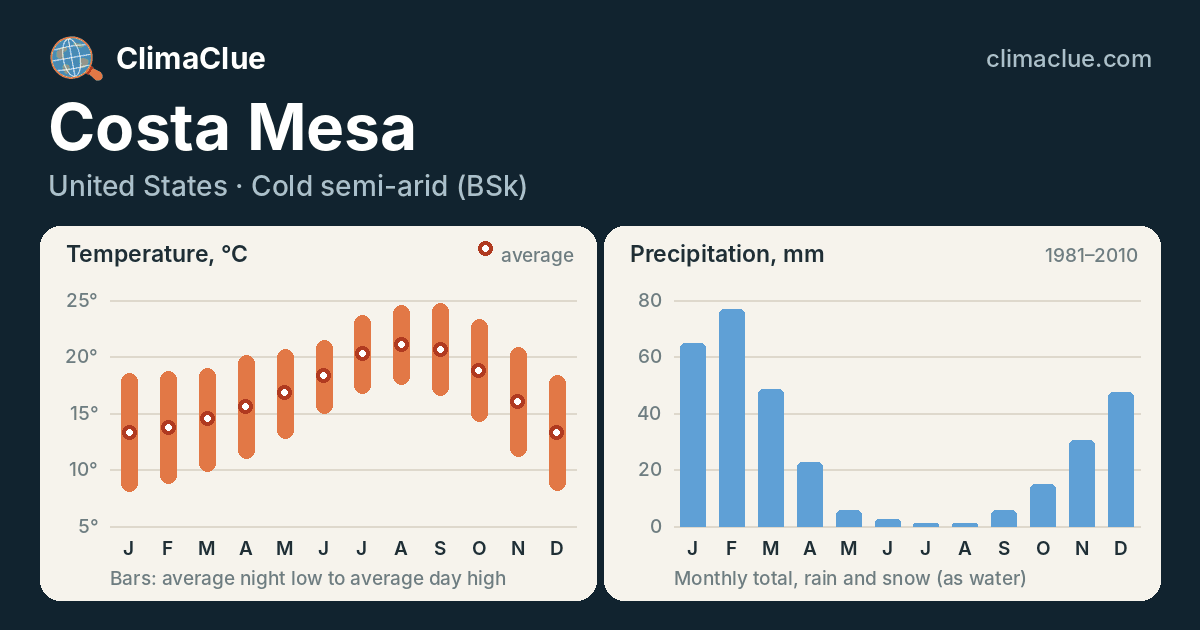 ClimaClue
climaclue.com
Costa Mesa
United States · Cold semi-arid (BSk)
Temperature, °C
average
25°
20°
15°
10°
5°
J F M A M J J A S O N D
Bars: average night low to average day high
Precipitation, mm
1981–2010
80
60
40
20
0
J F M A M J J A S O N D
Monthly total, rain and snow (as water)